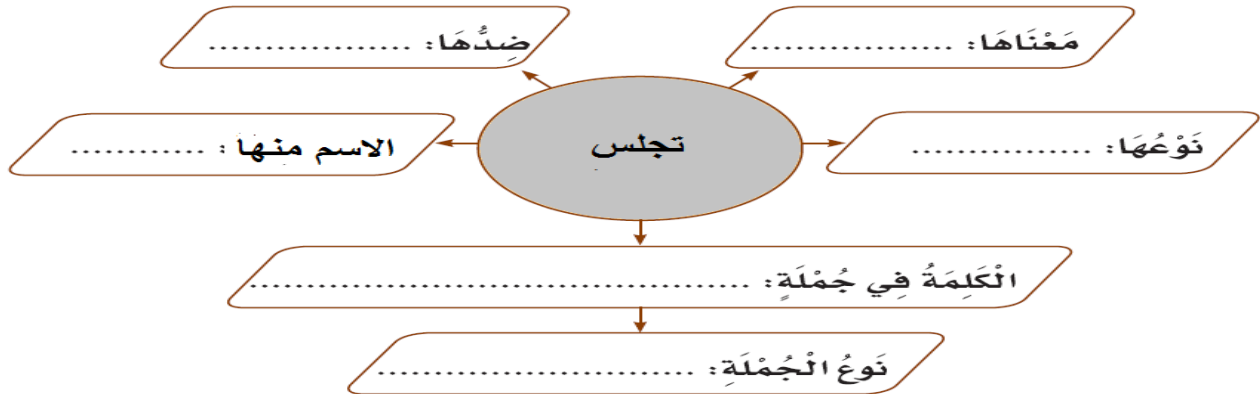 مَعْنَاهَا: ...................
ضِدُّهَا: ...................
نَوْعُهَا: .................
تجلس
الاسم منها : ............
الْكَلِمَةُ فِي جُمْلَةٍ: ...............................................
نَوعُ الْجُمْلَةِ: .............................